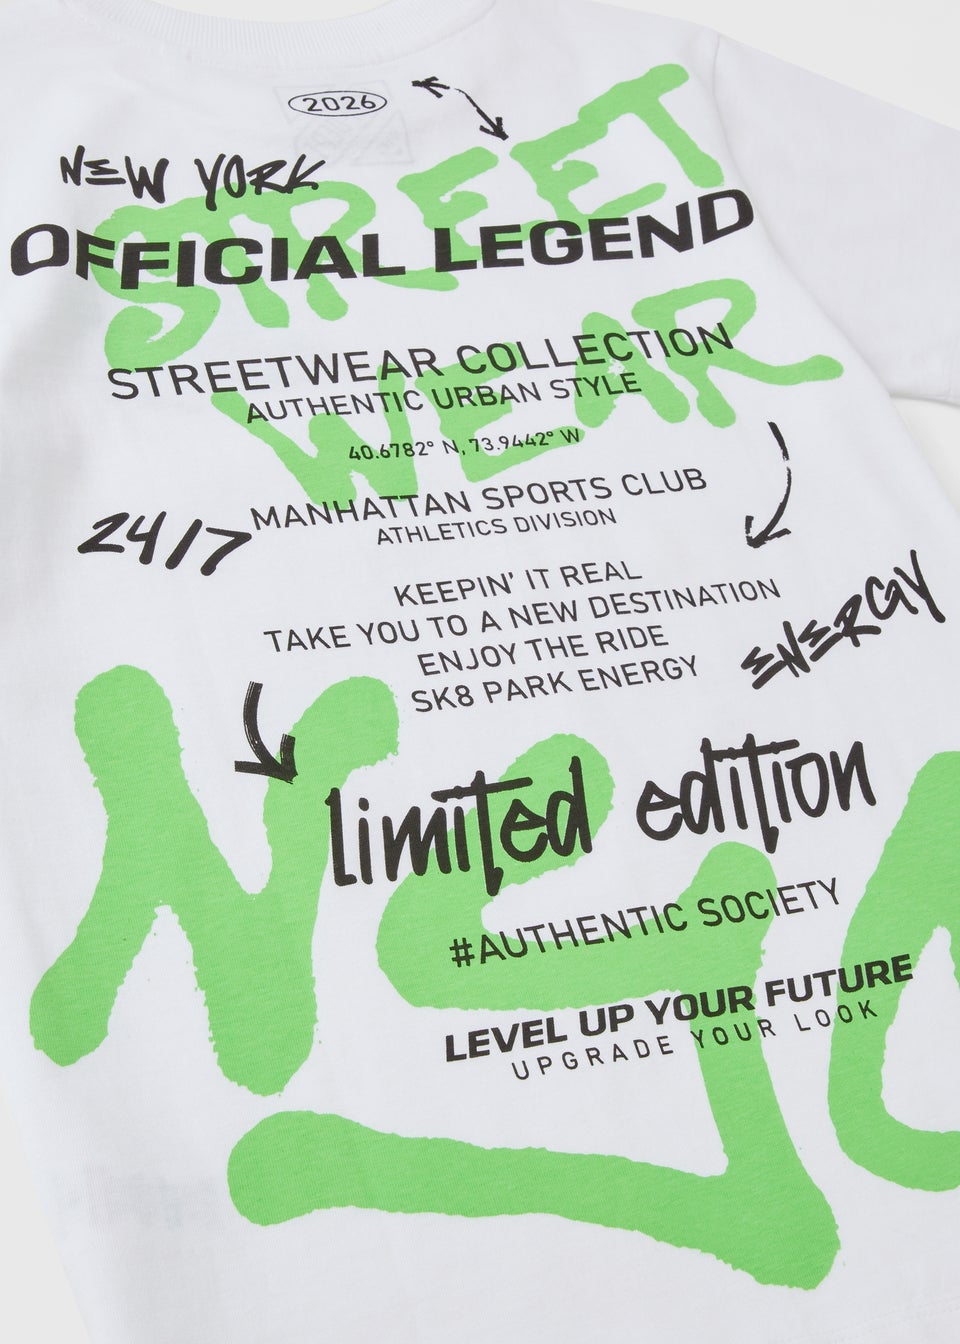 2026
NEW YORK
STREET
OFFICIAL LEGEND
WEAR
STREETWEAR COLLECTION
AUTHENTIC URBAN STYLE
40.6782° N, 73.9442° W
MANHATTAN SPORTS CLUB
ATHLETICS DIVISION
24/7
KEEPIN' IT REAL
TAKE YOU TO A NEW DESTINATION
ENJOY THE RIDE
SK8 PARK ENERGY
ENERGY
limited edition
#AUTHENTIC SOCIETY
LEVEL UP YOUR FUTURE
UPGRADE YOUR LOOK